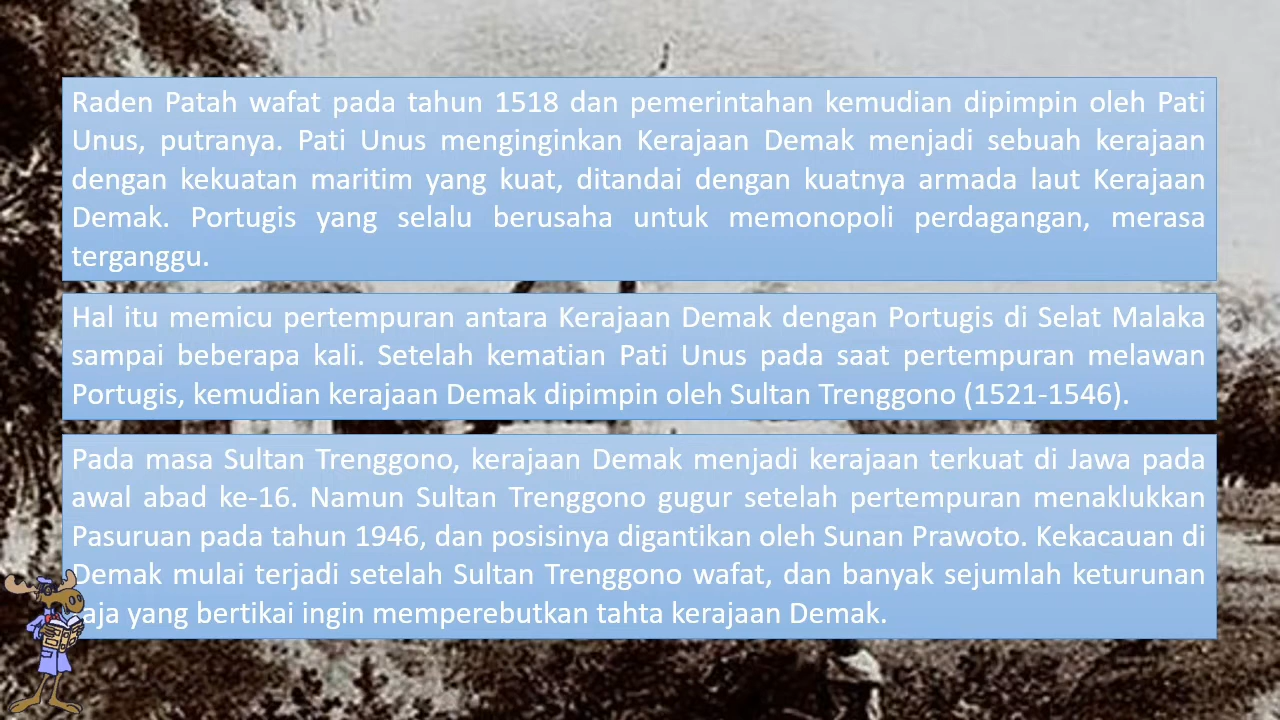 Raden Patah wafat pada tahun 1518 dan pemerintahan kemudian dipimpin oleh Pati
Unus, putranya. Pati Unus menginginkan Kerajaan Demak menjadi sebuah kerajaan
dengan kekuatan maritim yang kuat, ditandai dengan kuatnya armada laut Kerajaan
Demak. Portugis yang selalu berusaha untuk memonopoli perdagangan, merasa
terganggu.
Hal itu memicu pertempuran antara Kerajaan Demak dengan Portugis di Selat Malaka
sampai beberapa kali. Setelah kematian Pati Unus pada saat pertempuran melawan
Portugis, kemudian kerajaan Demak dipimpin oleh Sultan Trenggono (1521-1546).
Pada masa Sultan Trenggono, kerajaan Demak menjadi kerajaan terkuat di Jawa pada
awal abad ke-16. Namun Sultan Trenggono gugur setelah pertempuran menaklukkan
Pasuruan pada tahun 1946, dan posisinya digantikan oleh Sunan Prawoto. Kekacauan di
Demak mulai terjadi setelah Sultan Trenggono wafat, dan banyak sejumlah keturunan
raja yang bertikai ingin memperebutkan tahta kerajaan Demak.